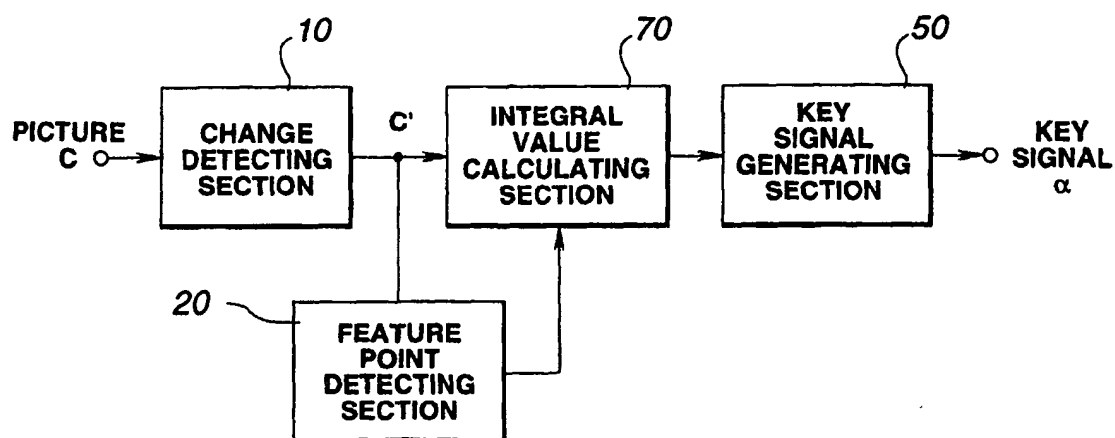 10
70
50
PICTURE
C
CHANGE
DETECTING
SECTION
C'
INTEGRAL
VALUE
CALCULATING
SECTION
KEY
SIGNAL
GENERATING
SECTION
KEY
SIGNAL
α
20
FEATURE
POINT
DETECTING
SECTION